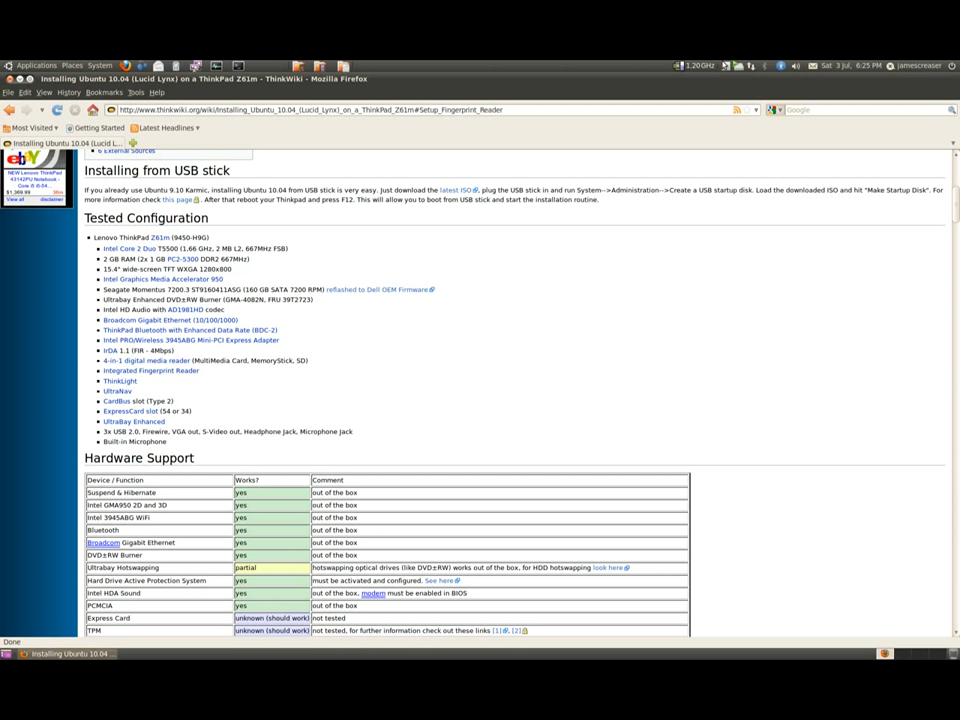 Applications Places System 1.20 GHz Sat 3 Jul, 6:25 PM jamescreaser
Installing Ubuntu 10.04 (Lucid Lynx) on a ThinkPad Z61m - ThinkWiki - Mozilla Firefox
File Edit View History Bookmarks Tools Help
http://www.thinkwiki.org/wiki/Installing_Ubuntu_10.04_(Lucid_Lynx)_on_a_ThinkPad_Z61m#Setup_Fingerprint_Reader Google
Most Visited Getting Started Latest Headlines
Installing Ubuntu 10.04 (Lucid L...
6 External Sources
ebY
NEW Lenovo ThinkPad
43142PU Notebook -
Core i5 i5-54...
$1,369.99
View all disclaimer
Installing from USB stick
If you already use Ubuntu 9.10 Karmic, installing Ubuntu 10.04 from USB stick is very easy. Just download the latest ISO, plug the USB stick in and run System-->Administration-->Create a USB startup disk. Load the downloaded ISO and hit "Make Startup Disk". For
more information check this page. After that reboot your Thinkpad and press F12. This will allow you to boot from USB stick and start the installation routine.
Tested Configuration
Lenovo ThinkPad Z61m (9450-H9G)
Intel Core 2 Duo T5500 (1,66 GHz, 2 MB L2, 667MHz FSB)
2 GB RAM (2x 1 GB PC2-5300 DDR2 667MHz)
15.4" wide-screen TFT WXGA 1280x800
Intel Graphics Media Accelerator 950
Seagate Momentus 7200.3 ST9160411ASG (160 GB SATA 7200 RPM) reflashed to Dell OEM Firmware
Ultrabay Enhanced DVD±RW Burner (GMA-4082N, FRU 39T2723)
Intel HD Audio with AD1981HD codec
Broadcom Gigabit Ethernet (10/100/1000)
ThinkPad Bluetooth with Enhanced Data Rate (BDC-2)
Intel PRO/Wireless 3945ABG Mini-PCI Express Adapter
IrDA 1.1 (FIR - 4Mbps)
4-in-1 digital media reader (MultiMedia Card, MemoryStick, SD)
Integrated Fingerprint Reader
ThinkLight
UltraNav
CardBus slot (Type 2)
ExpressCard slot (54 or 34)
UltraBay Enhanced
3x USB 2.0, Firewire, VGA out, S-Video out, Headphone Jack, Microphone Jack
Built-in Microphone
Hardware Support
Device / Function Works? Comment
Suspend & Hibernate yes out of the box
Intel GMA950 2D and 3D yes out of the box
Intel 3945ABG WiFi yes out of the box
Bluetooth yes out of the box
Broadcom Gigabit Ethernet yes out of the box
DVD±RW Burner yes out of the box
Ultrabay Hotswapping partial hotswapping optical drives (like DVD±RW) works out of the box, for HDD hotswapping look here
Hard Drive Active Protection System yes must be activated and configured. See here
Intel HDA Sound yes out of the box, modem must be enabled in BIOS
PCMCIA yes out of the box
Express Card unknown (should work) not tested
TPM unknown (should work) not tested, for further information check out these links [1], [2]
Done
Installing Ubuntu 10.04 ...